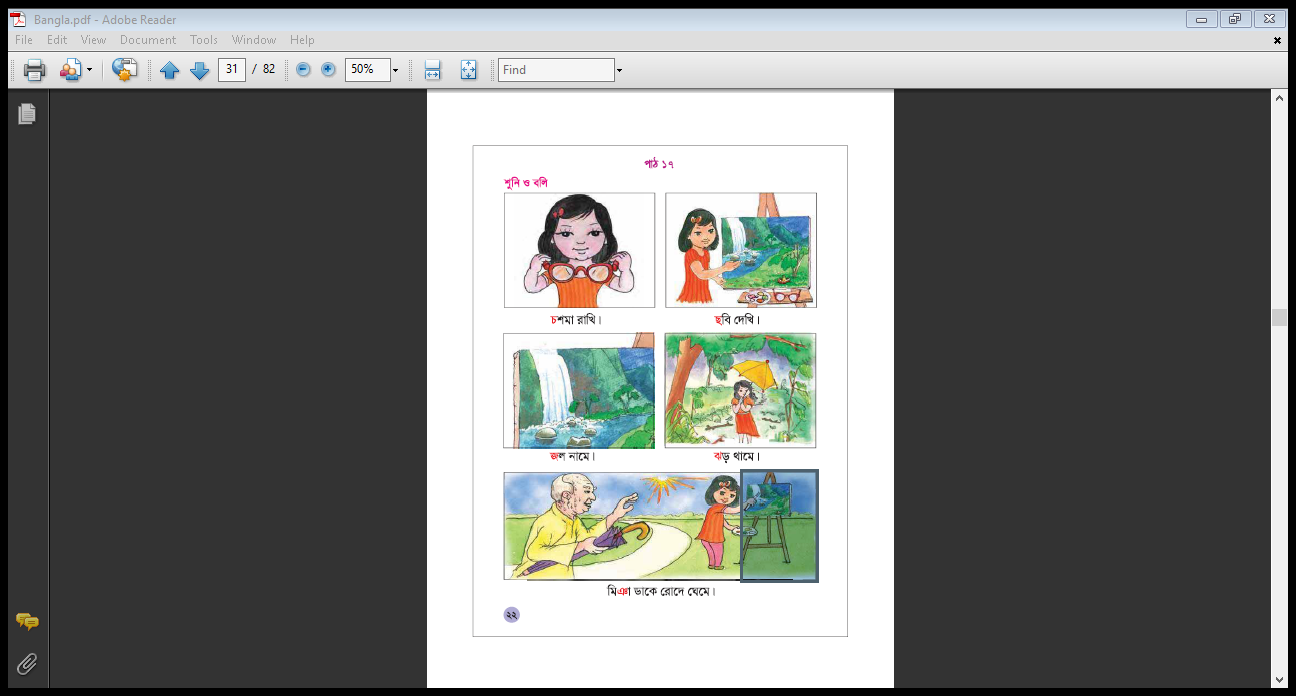 Bangla.pdf - Adobe Reader
File Edit View Document Tools Window Help
31 / 82 50% Find
পাঠ ১৭
শুনি ও বলি
চশমা রাখি। ছবি দেখি।
জল নামে। ঝড় থামে।
মিঞা ডাকে রোদে ঘেমে।
২২